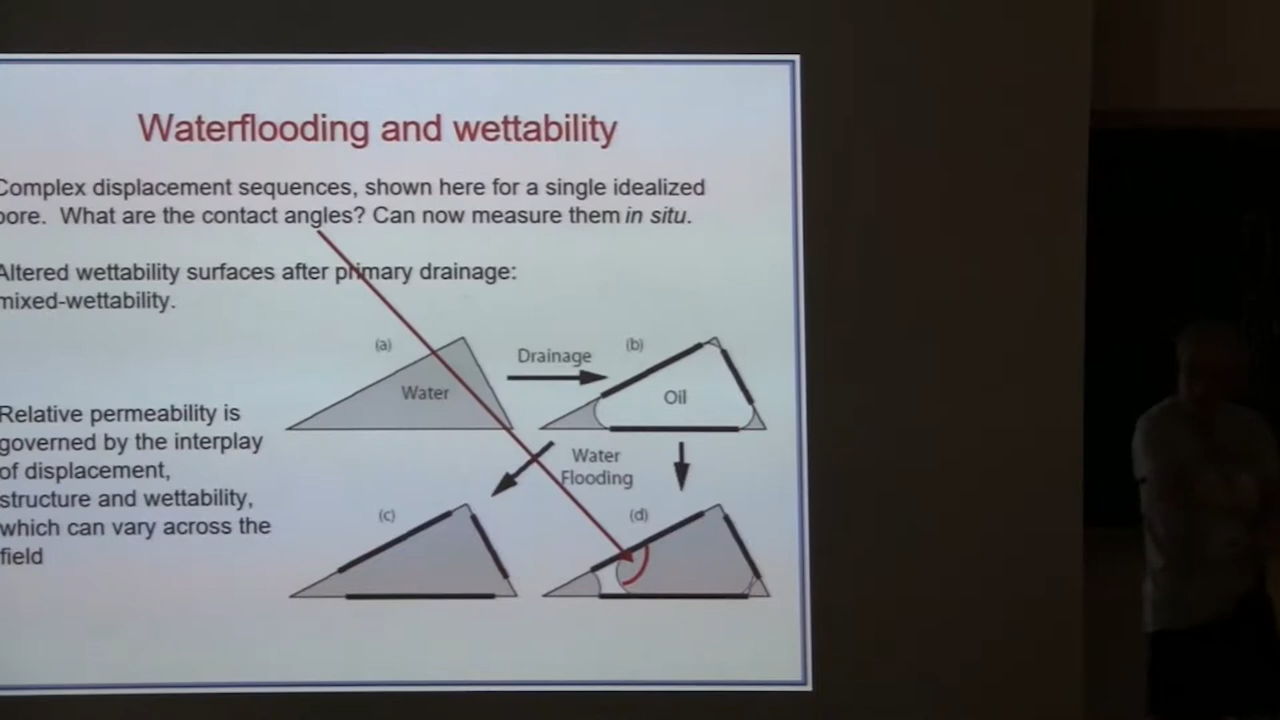 Waterflooding and wettability
Complex displacement sequences, shown here for a single idealized
pore. What are the contact angles? Can now measure them in situ.
Altered wettability surfaces after primary drainage:
mixed-wettability.
(a)
Drainage
(b)
Water
Oil
Relative permeability is
governed by the interplay
of displacement,
structure and wettability,
which can vary across the
field
Water
Flooding
(c)
(d)